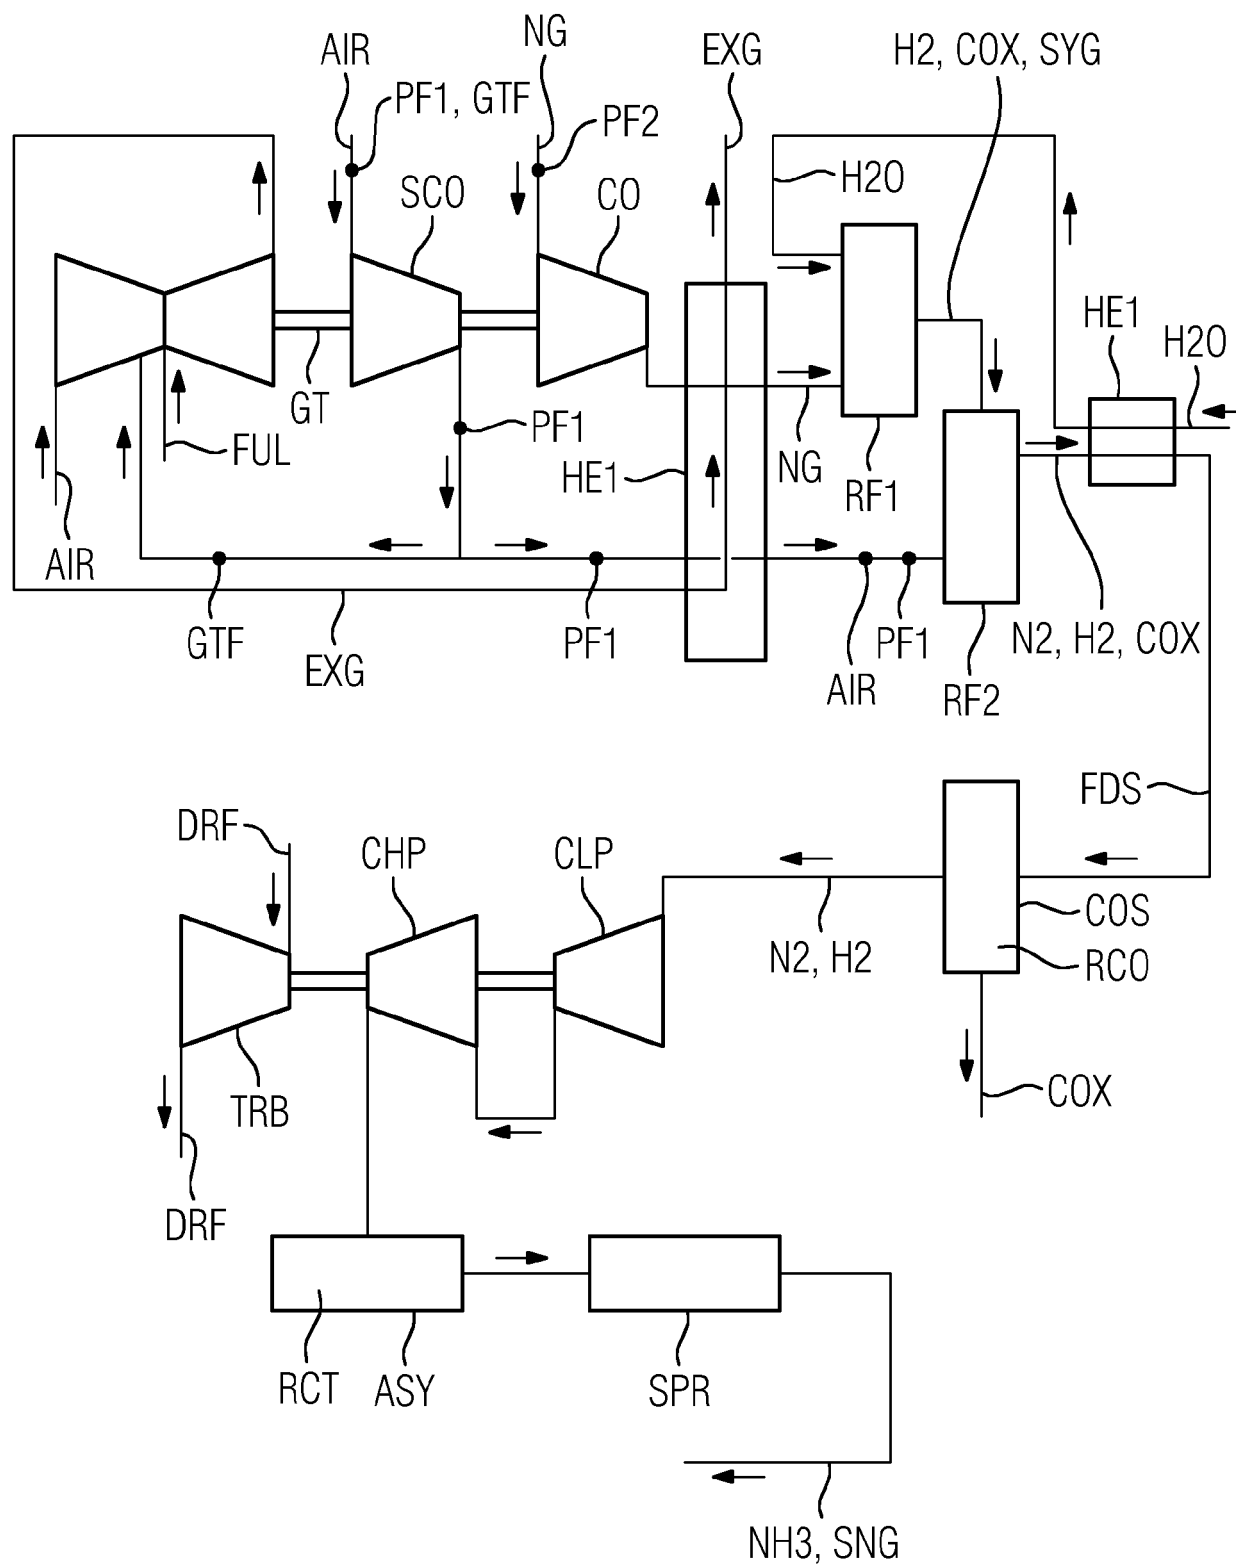 NG
AIR
EXG
H2, COX, SYG
PF1, GTF
PF2
H2O
SCO
CO
HE1
H2O
GT
PF1
FUL
NG
HE1
RF1
AIR
GTF
PF1
PF1
N2, H2, COX
EXG
AIR
RF2
FDS
DRF
CHP
CLP
COS
N2, H2
RCO
COX
TRB
DRF
RCT
ASY
SPR
NH3, SNG